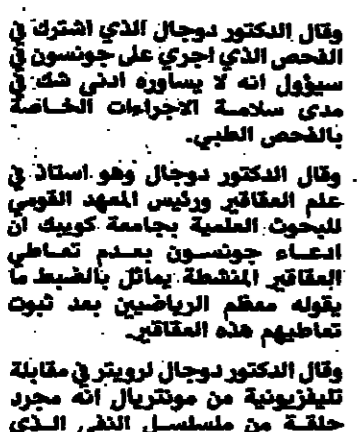 وقال الدكتور دوجال الذي اشترك في
الفحص الذي اجري على جونسون في
سيؤول انه لا يساوره ادنى شك في
مدى سلامة الاجراءات الخاصة
بالفحص الطبي.
وقال الدكتور دوجال وهو استاذ في
علم العقاقير ورئيس المعهد القومي
للبحوث العلمية بجامعة كويبك ان
ادعاء جونسون بعدم تعاطي
العقاقير المنشطة يماثل بالضبط ما
يقوله معظم الرياضيين بعد ثبوت
تعاطيهم هذه العقاقير.
وقال الدكتور دوجال لرويتر في مقابلة
تليفزيونية من مونتريال انه مجرد
حلقة من مسلسل النفي الذي